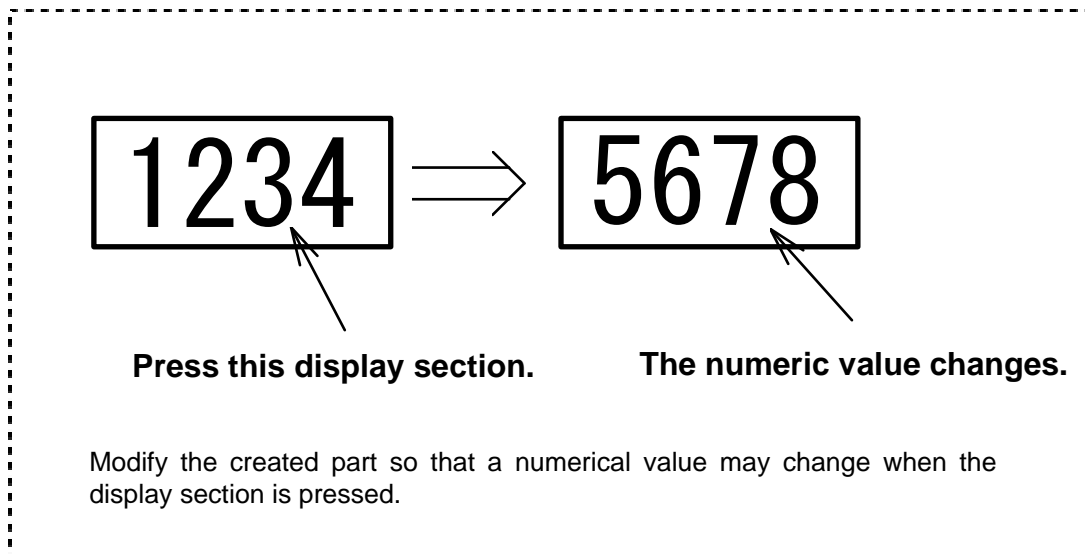 1234 5678
Press this display section. The numeric value changes.
Modify the created part so that a numerical value may change when the
display section is pressed.